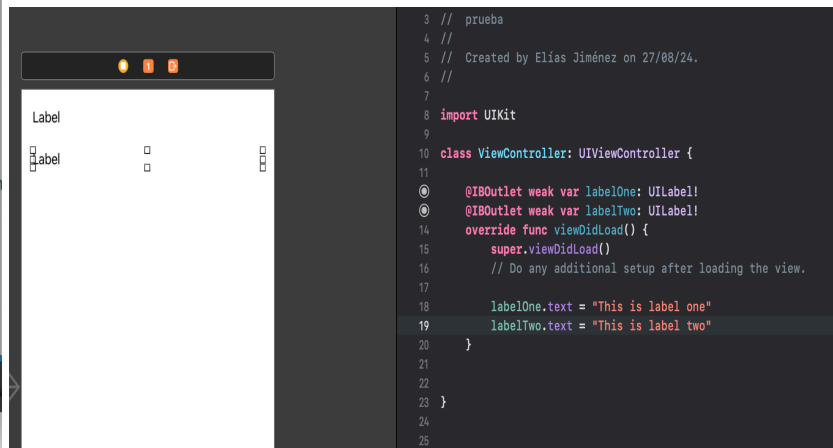 1
Label
Label
3 //  prueba
4 //
5 //  Created by Elías Jiménez on 27/08/24.
6 //
7
8 import UIKit
9
10 class ViewController: UIViewController {
11
@IBOutlet weak var labelOne: UILabel!
@IBOutlet weak var labelTwo: UILabel!
14 override func viewDidLoad() {
15 super.viewDidLoad()
16 // Do any additional setup after loading the view.
17
18 labelOne.text = "This is label one"
19 labelTwo.text = "This is label two"
20 }
21
22
23 }
24
25